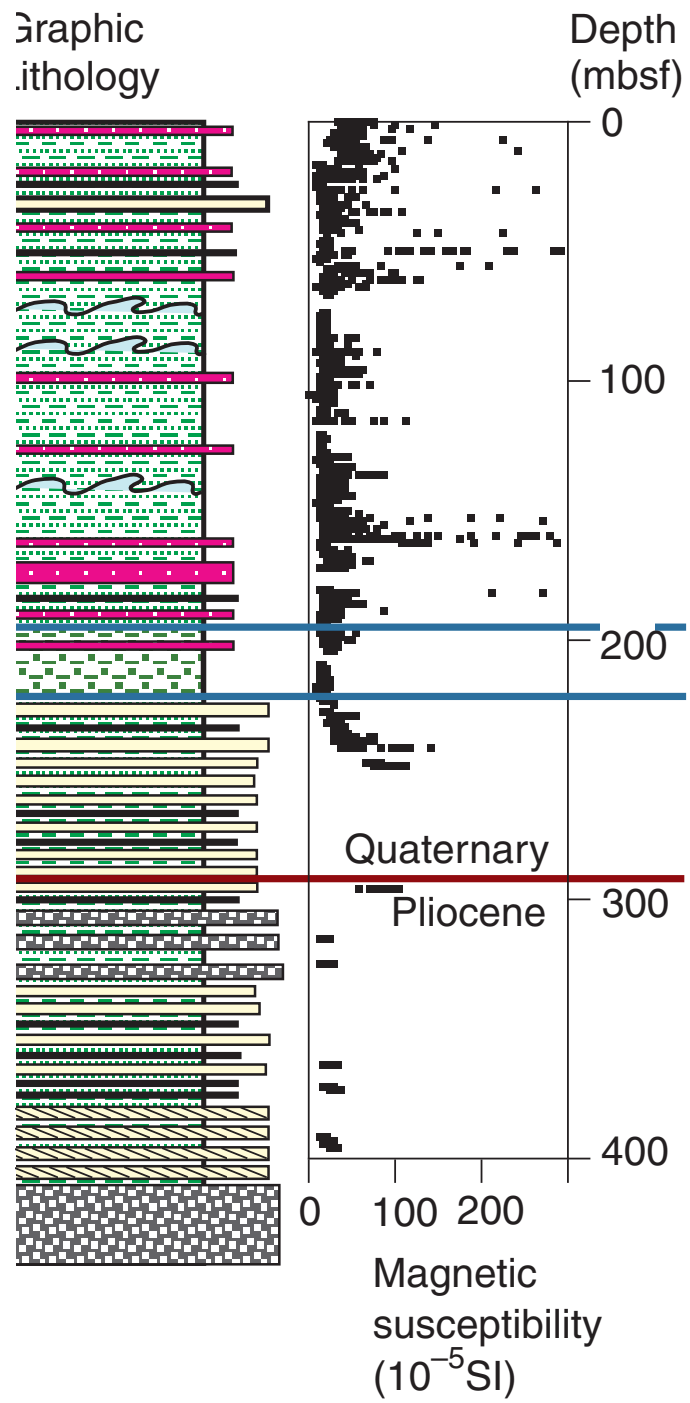 Graphic
Lithology
Depth
(mbsf)
0
100
200
Quaternary
300
Pliocene
400
0 100 200
Magnetic
susceptibility
(10⁻⁵SI)